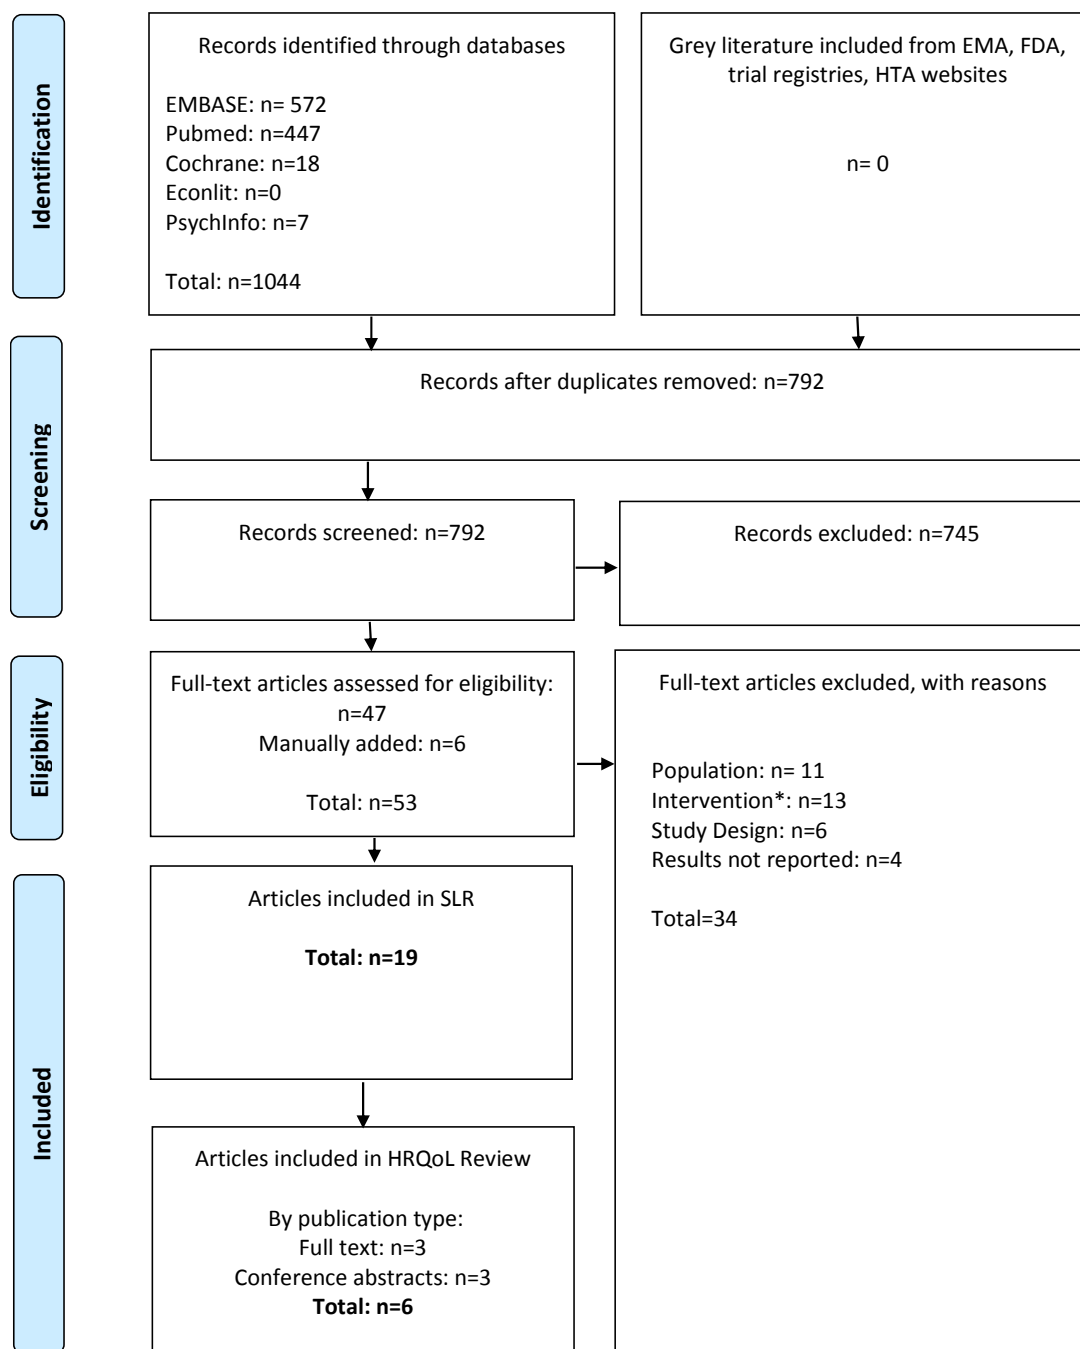 Identification
Records identified through databases
EMBASE: n= 572
Pubmed: n=447
Cochrane: n=18
Econlit: n=0
PsychInfo: n=7
Total: n=1044
Grey literature included from EMA, FDA,
trial registries, HTA websites
n= 0
Screening
Records after duplicates removed: n=792
Records screened: n=792
Records excluded: n=745
Eligibility
Full-text articles assessed for eligibility:
n=47
Manually added: n=6
Total: n=53
Full-text articles excluded, with reasons
Population: n= 11
Intervention*: n=13
Study Design: n=6
Results not reported: n=4
Total=34
Included
Articles included in SLR
Total: n=19
Articles included in HRQoL Review
By publication type:
Full text: n=3
Conference abstracts: n=3
Total: n=6